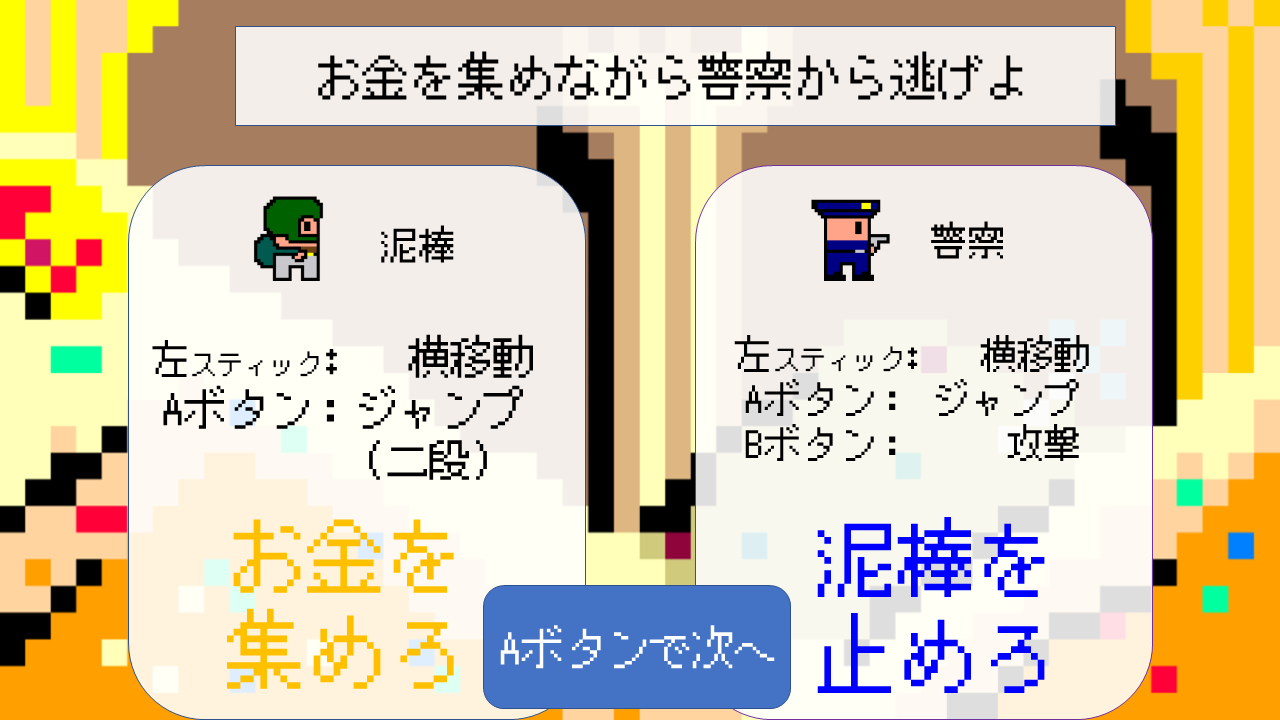 お金を集めながら警察から逃げよ
泥棒
左スティック: 横移動
Aボタン: ジャンプ
(二段)
お金を
集めろ
警察
左スティック: 横移動
Aボタン: ジャンプ
Bボタン: 攻撃
泥棒を
止めろ
Aボタンで次へ